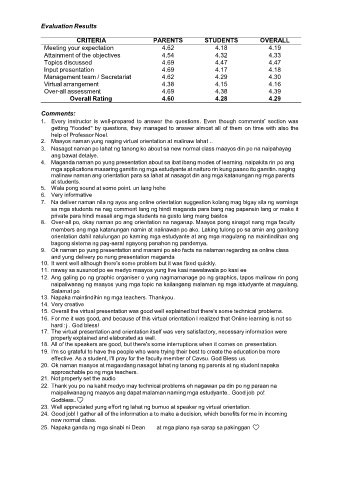 Evaluation Results
CRITERIA PARENTS STUDENTS OVERALL
Meeting your expectation 4.62 4.18 4.19
Attainment of the objectives 4.54 4.32 4.33
Topics discussed 4.69 4.47 4.47
Input presentation 4.69 4.17 4.18
Management team / Secretariat 4.62 4.29 4.30
Virtual arrangement 4.38 4.15 4.16
Over-all assessment 4.69 4.38 4.39
Overall Rating 4.60 4.28 4.29
Comments:
1. Every instructor is well-prepared to answer the questions. Even though comments' section was
getting "flooded" by questions, they managed to answer almost all of them on time with also the
help of Professor Noel.
2. Maayos naman yung naging virtual orientation at malinaw lahat ..
3. Nasagot naman po lahat ng tanong ko about sa new normal class maayos din po na naipahayag
ang bawat detalye.
4. Maganda naman po yung presentation about sa ibat ibang modes of learning. naipakita rin po ang
mga applications maaaring gamitin ng mga estudyante at naituro rin kung paano ito gamitin. naging
malinaw naman ang orientation para sa lahat at nasagot din ang mga katanungan ng mga parents
at students.
5. Wala pong sound at some point. un lang hehe
6. Very informative
7. Na deliver naman nila ng ayos ang online orientation suggestion kolang mag bigay sila ng warnings
sa mga students na nag comment lang ng hindi maganda para bang nag papansin lang or make it
private para hindi masali ang mga students na gusto lang mang bastos
8. Over-all, okay naman po ang orientation na naganap. Maayos pong sinagot nang mga faculty
members ang mga katanungan namin at nalinawan po ako. Laking tulong po sa amin ang ganitong
orientation dahil natulungan po kaming mga estudyante at ang mga magulang na maintindihan ang
bagong sistema ng pag-aaral ngayong panahon ng pandemya.
9. Ok naman po yung presentation and marami po ako facts na nalaman regarding sa online class
and yung delivery po nung presentation maganda
10. It went well although there's some problem but it was fixed quickly.
11. naway sa susunod po ee medyo maayos yung live kasi nawawalawala po kasi ee
12. Ang galing po ng graphic organiser o yung nagmamanage po ng graphics, tapos malinaw rin pong
naipaliwanag ng maayos yung mga topic na kailangang malaman ng mga istudyante at magulang.
Salamat po
13. Napaka maintindihin ng mga teachers. Thankyou.
14. Very creative
15. Overall the virtual presentation was good well explained but there's some technical problems.
16. For me it was good, and because of this virtual orientation I realized that Online learning is not so
hard :) . God bless!
17. The virtual presentation and orientation itself was very satisfactory, necessary information were
properly explained and elaborated as well.
18. All of the speakers are good, but there's some interruptions when it comes on presentation.
19. I'm so grateful to have the people who were trying their best to create the education be more
effective. As a student, I'll pray for the faculty member of Cavsu. God Bless us.
20. Ok naman maayos at magandang nasagot lahat ng tanong ng parents at ng student napaka
approachable po ng mga teachers.
21. Not properly set the audio
22. Thank you po na kahit medyo may technical problems eh nagawan pa din po ng paraan na
maipaliwanag ng maayos ang dapat malaman naming mga estudyante.. Good job po!
Godbless.. ♡
23. Well appreciated yung effort ng lahat ng bumuo at speaker ng virtual orientation.
24. Good job! I gather all of the information a to make a decision, which benefits for me in incoming
new normal class.
25. Napaka ganda ng mga sinabi ni Dean at mga plano nya sarap sa pakinggan ♡